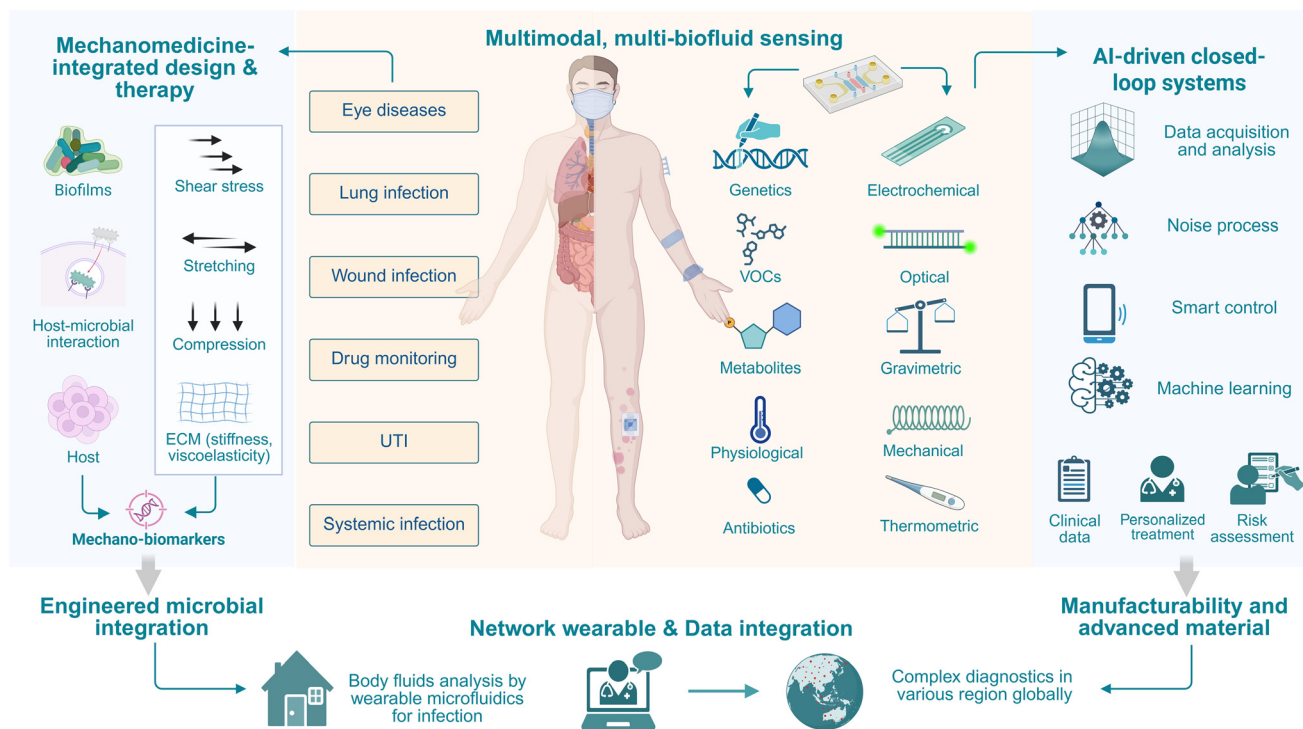 Mechanomedicine-
integrated design &
therapy
Biofilms
Host-microbial
interaction
Host
Shear stress
Stretching
Compression
ECM (stiffness,
viscoelasticity)
Mechano-biomarkers
Multimodal, multi-biofluid sensing
Eye diseases
Lung infection
Wound infection
Drug monitoring
UTI
Systemic infection
Genetics
VOCs
P
Metabolites
Physiological
Antibiotics
Electrochemical
Optical
Gravimetric
Mechanical
Thermometric
AI-driven closed-
loop systems
Data acquisition
and analysis
Noise process
Smart control
Machine learning
Clinical
data
Personalized
treatment
Risk
assessment
Engineered microbial
integration
Network wearable & Data integration
Manufacturability and
advanced material
Body fluids analysis by
wearable microfluidics
for infection
Complex diagnostics in
various region globally